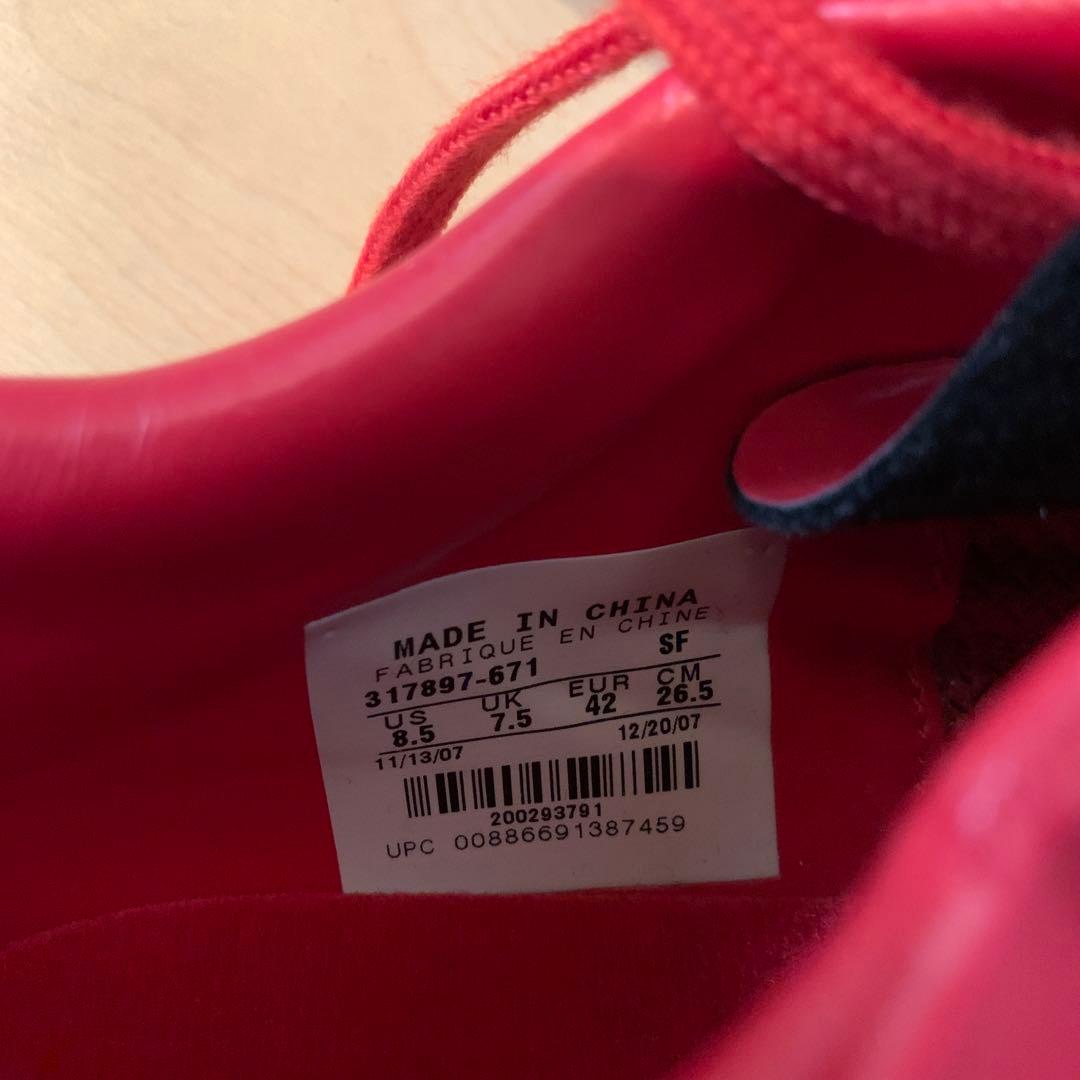 MADE IN CHINA
FABRIQUE EN CHINE
317897-671 SF
US UK EUR CM
8.5 7.5 42 26.5
11/13/07 12/20/07
200293791
UPC 00886691387459